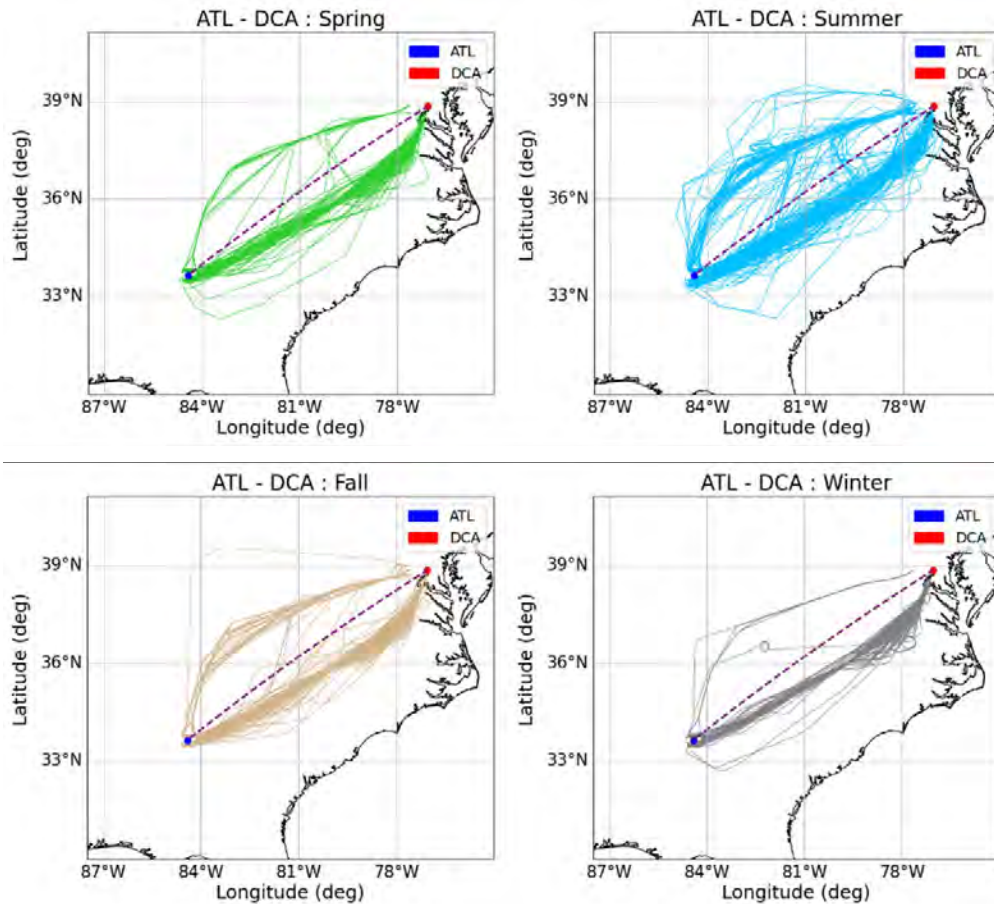 ATL - DCA : Spring
ATL
DCA
39°N
36°N
33°N
Latitude (deg)
87°W 84°W 81°W 78°W
Longitude (deg)
ATL - DCA : Summer
ATL
DCA
39°N
36°N
33°N
Latitude (deg)
87°W 84°W 81°W 78°W
Longitude (deg)
ATL - DCA : Fall
ATL
DCA
39°N
36°N
33°N
Latitude (deg)
87°W 84°W 81°W 78°W
Longitude (deg)
ATL - DCA : Winter
ATL
DCA
39°N
36°N
33°N
Latitude (deg)
87°W 84°W 81°W 78°W
Longitude (deg)